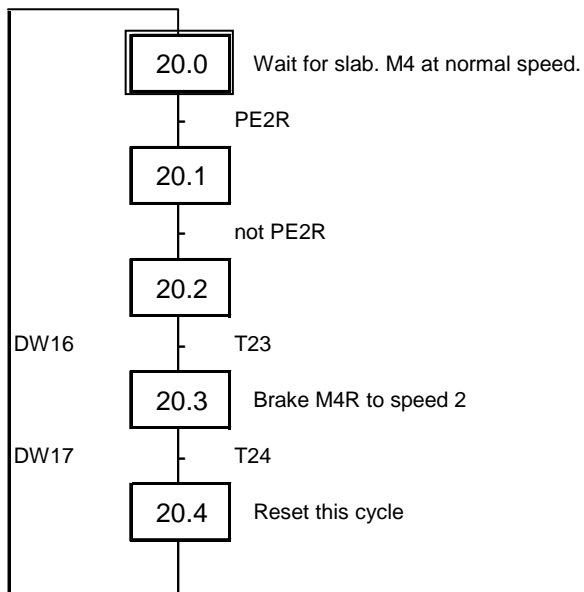 20.0 Wait for slab. M4 at normal speed.
PE2R
20.1
not PE2R
20.2
DW16 T23
20.3 Brake M4R to speed 2
DW17 T24
20.4 Reset this cycle